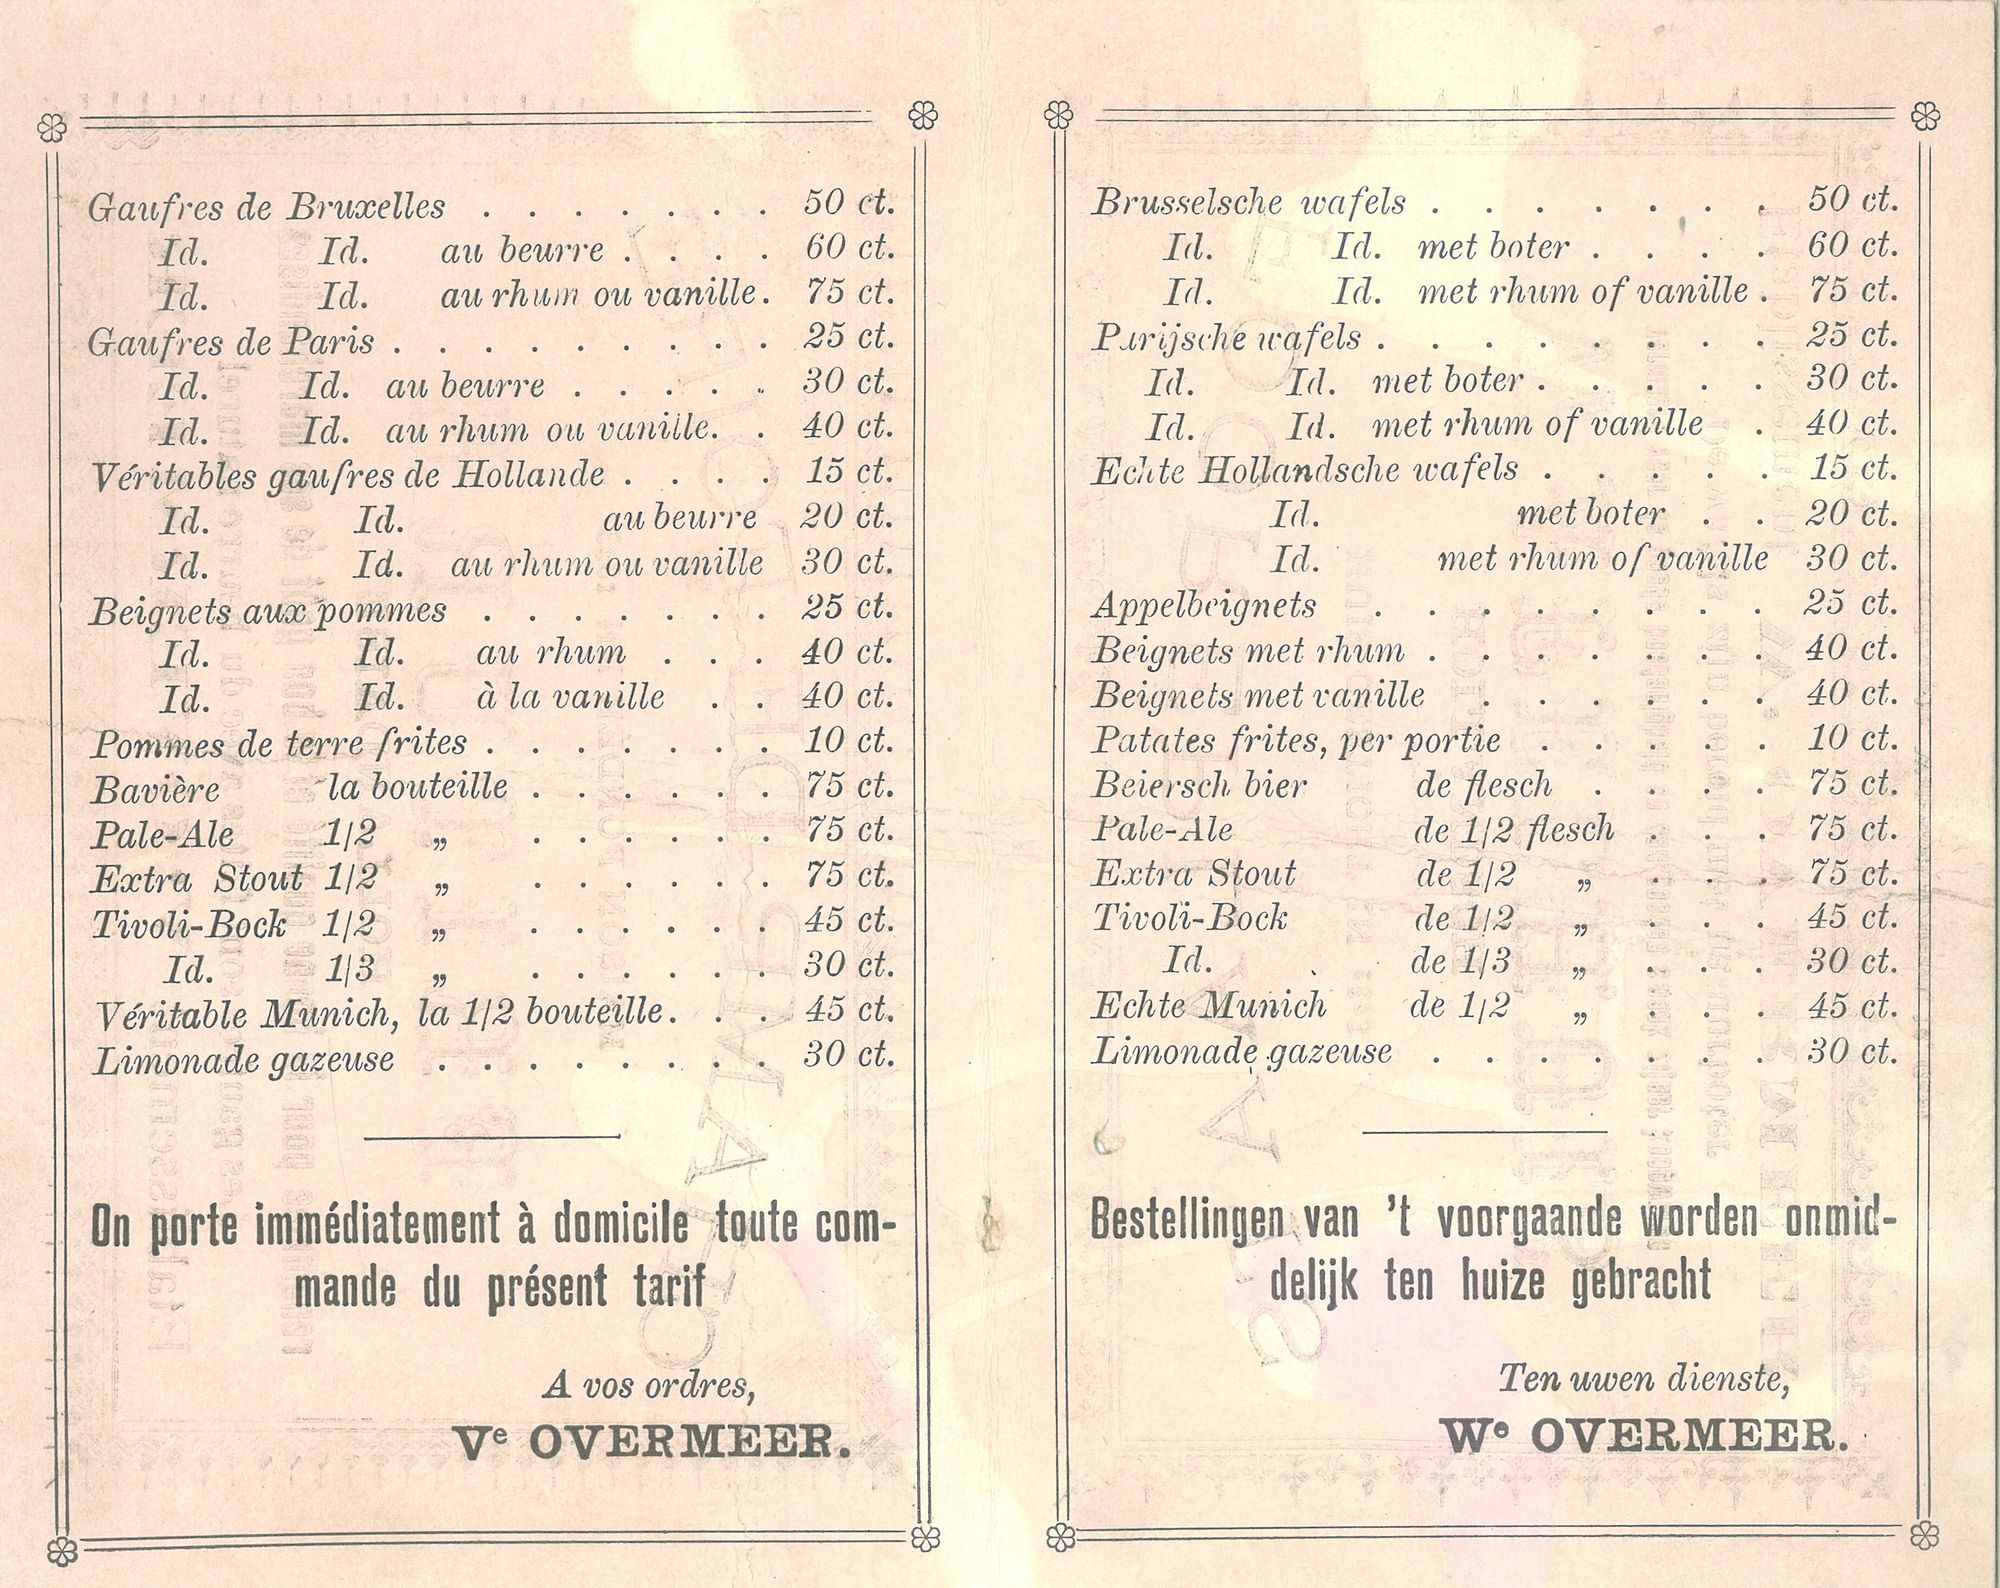 Gaufres de Bruxelles . . . . . . . 50 ct.
Id. Id. au beurre . . . . 60 ct.
Id. Id. au rhum ou vanille. 75 ct.
Gaufres de Paris . . . . . . . . . 25 ct.
Id. Id. au beurre . . . . . 30 ct.
Id. Id. au rhum ou vanille. . 40 ct.
Véritables gaufres de Hollande . . . . 15 ct.
Id. Id. au beurre 20 ct.
Id. Id. au rhum ou vanille 30 ct.
Beignets aux pommes . . . . . . . 25 ct.
Id. Id. au rhum . . . 40 ct.
Id. Id. à la vanille . . 40 ct.
Pommes de terre frites . . . . . . . 10 ct.
Bavière la bouteille . . . . . . 75 ct.
Pale-Ale 1/2 „ . . . . . . 75 ct.
Extra Stout 1/2 „ . . . . . . 75 ct.
Tivoli-Bock 1/2 „ . . . . . . 45 ct.
Id. 1/3 „ . . . . . . 30 ct.
Véritable Munich, la 1/2 bouteille. . . 45 ct.
Limonade gazeuse . . . . . . . . 30 ct.
On porte immédiatement à domicile toute com-
mande du présent tarif
A vos ordres,
Ve OVERMEER.
Brusselsche wafels . . . . . . . 50 ct.
Id. Id. met boter . . . . 60 ct.
Id. Id. met rhum of vanille . 75 ct.
Parijsche wafels . . . . . . . . 25 ct.
Id. Id. met boter . . . . . 30 ct.
Id. Id. met rhum of vanille . 40 ct.
Echte Hollandsche wafels . . . . . 15 ct.
Id. met boter . . 20 ct.
Id. met rhum of vanille 30 ct.
Appelbeignets . . . . . . . . 25 ct.
Beignets met rhum . . . . . . . 40 ct.
Beignets met vanille . . . . . . 40 ct.
Patates frites, per portie . . . . . 10 ct.
Beiersch bier de flesch . . . . 75 ct.
Pale-Ale de 1/2 flesch . . . 75 ct.
Extra Stout de 1/2 „ . . . 75 ct.
Tivoli-Bock de 1/2 „ . . . 45 ct.
Id. de 1/3 „ . . . 30 ct.
Echte Munich de 1/2 „ . . . 45 ct.
Limonade gazeuse . . . . . . . 30 ct.
Bestellingen van 't voorgaande worden onmid-
delijk ten huize gebracht
Ten uwen dienste,
We OVERMEER.